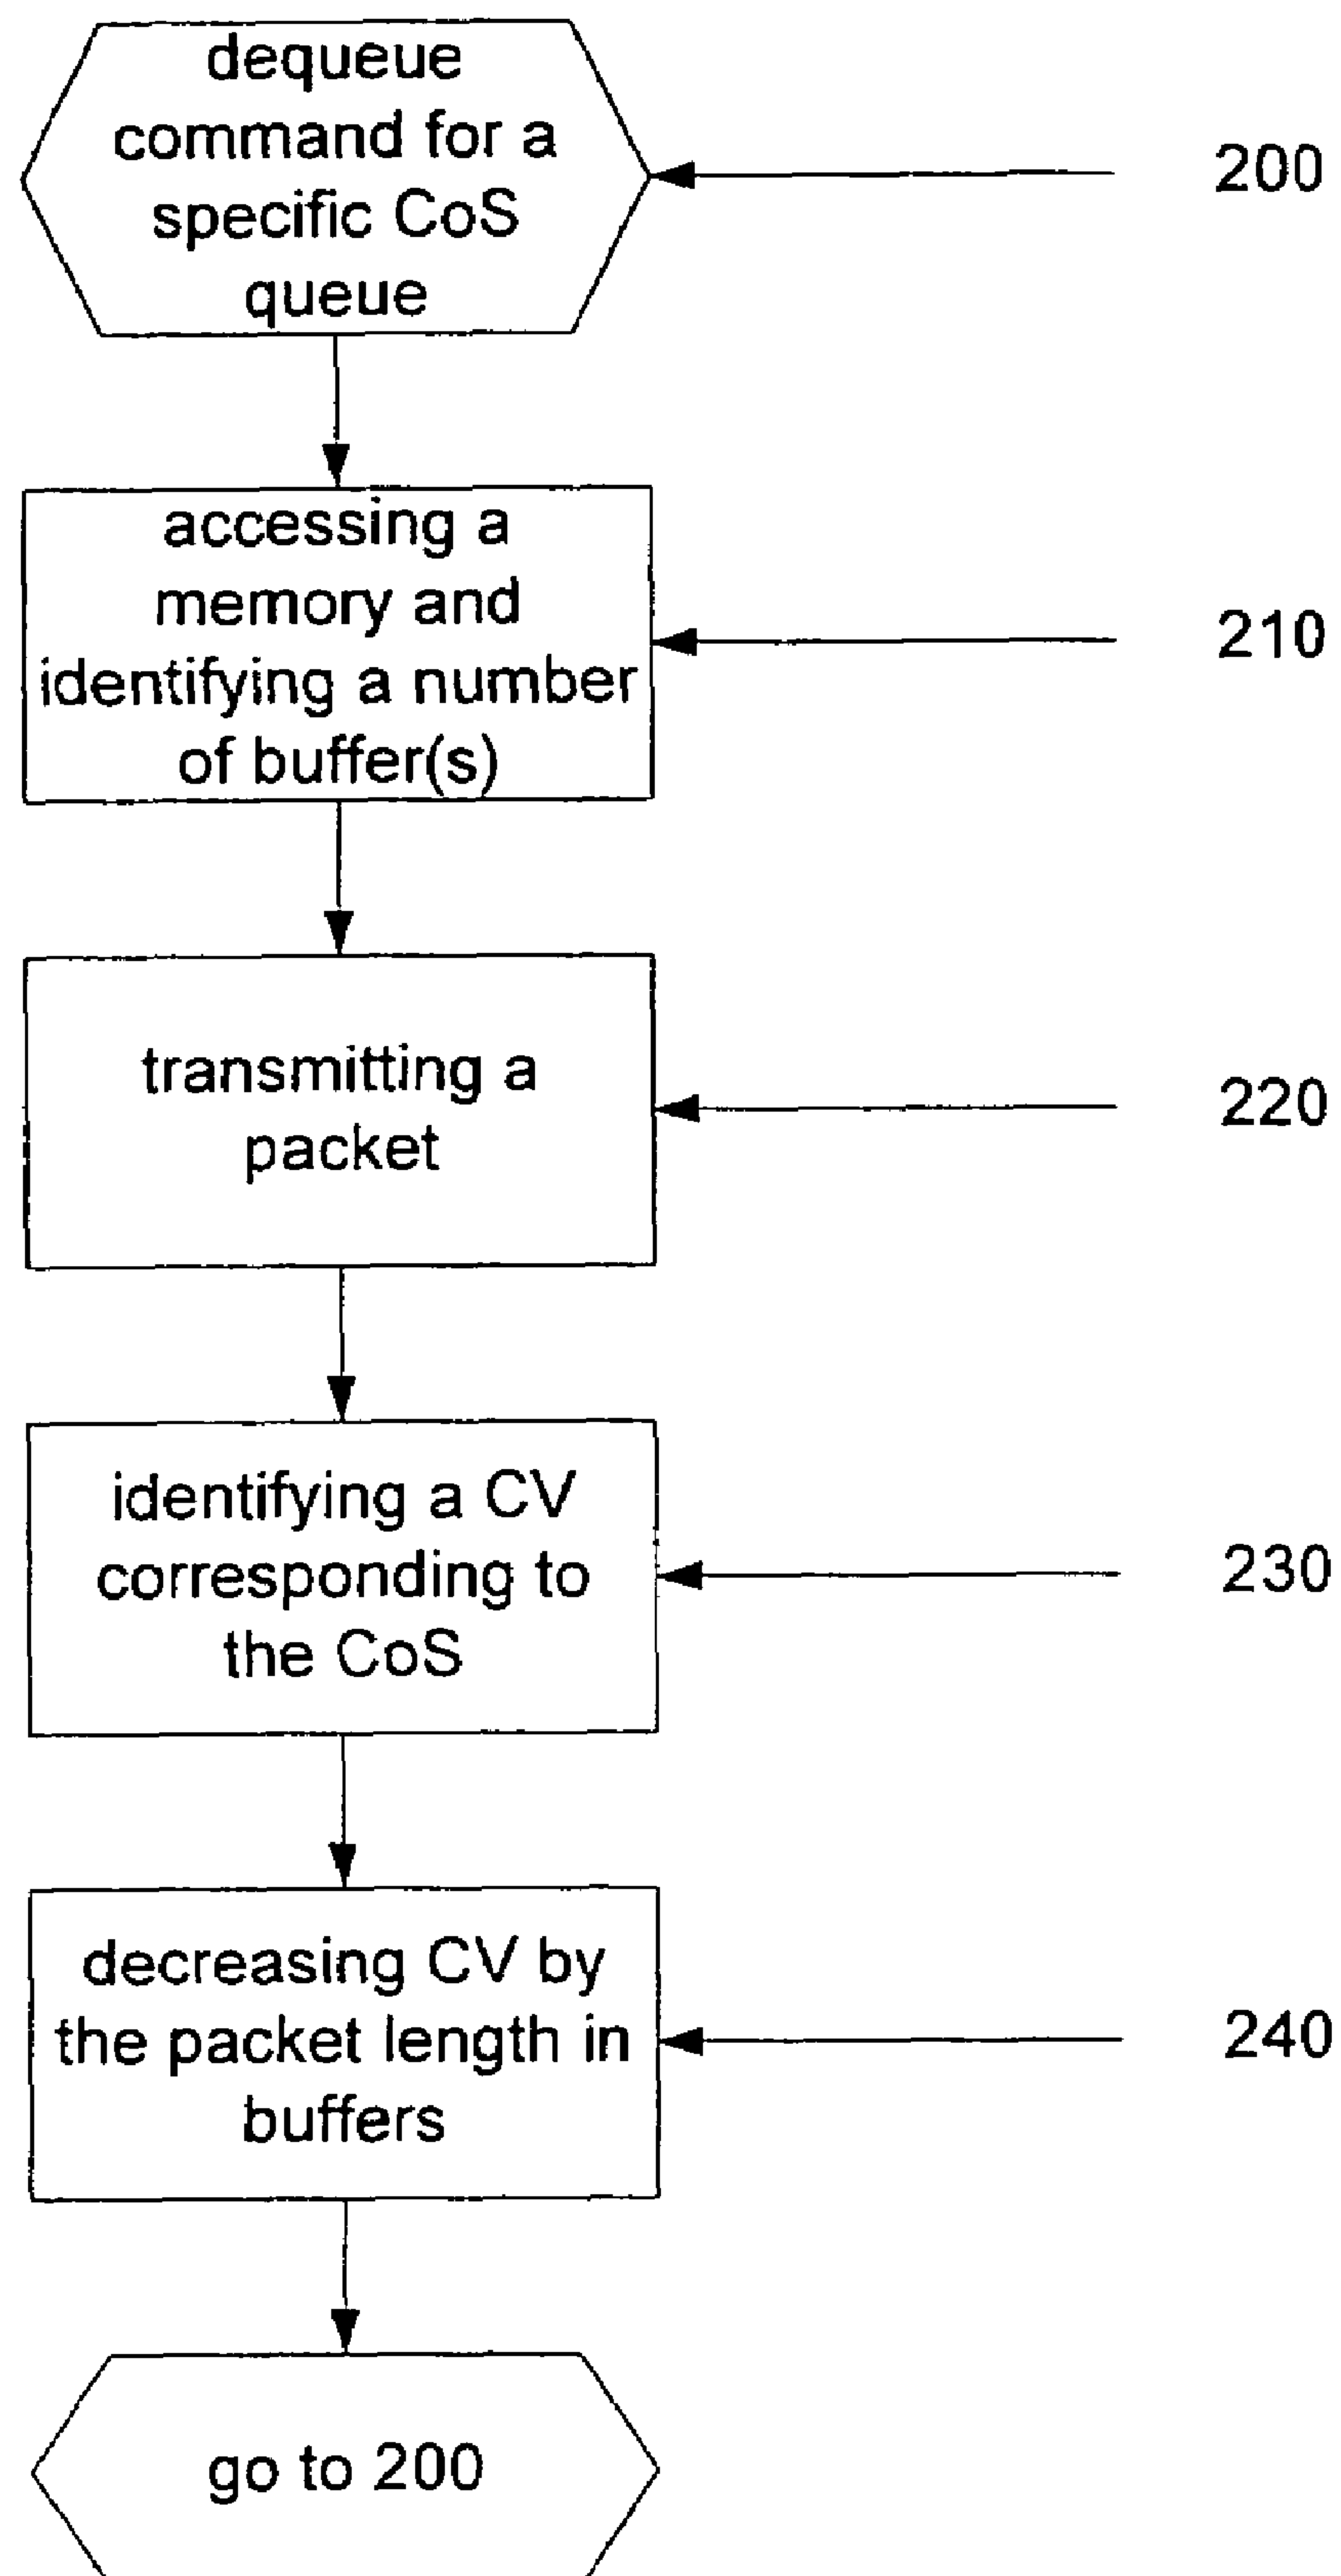 dequeue
command for a
specific CoS
queue
200
accessing a
memory and
identifying a number
of buffer(s)
210
transmitting a
packet
220
identifying a CV
corresponding to
the CoS
230
decreasing CV by
the packet length in
buffers
240
go to 200